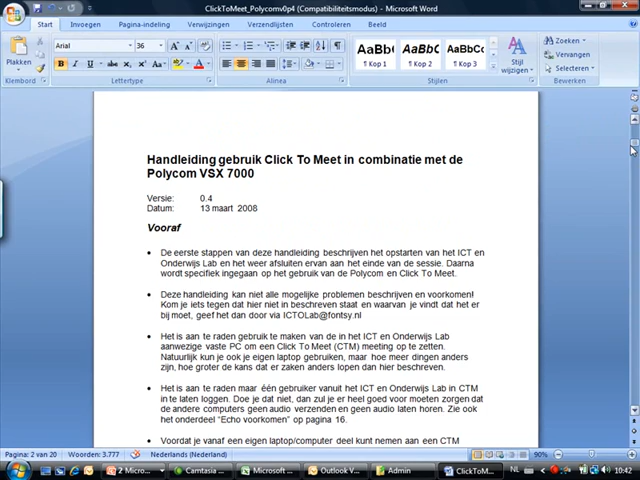 ClickToMeet_Polycomv0p4 (Compatibiliteitsmodus) - Microsoft Word
Start Invoegen Pagina-indeling Verwijzingen Verzendlijsten Controleren Beeld
Plakken
Arial 36
Stijl wijzigen
Zoeken
Vervangen
Selecteren
AaBb( AaBb( AaBbCc
¶ Kop 1 ¶ Kop 2 ¶ Kop 3
Klembord Lettertype Alinea Stijlen Bewerken
Handleiding gebruik Click To Meet in combinatie met de
Polycom VSX 7000
Versie: 0.4
Datum: 13 maart 2008
Vooraf
• De eerste stappen van deze handleiding beschrijven het opstarten van het ICT en
Onderwijs Lab en het weer afsluiten ervan aan het einde van de sessie. Daarna
wordt specifiek ingegaan op het gebruik van de Polycom en Click To Meet.
• Deze handleiding kan niet alle mogelijke problemen beschrijven en voorkomen!
Kom je iets tegen dat hier niet in beschreven staat en waarvan je vindt dat het er
bij moet, geef het dan door via ICTOLab@fontys.nl
• Het is aan te raden gebruik te maken van de in het ICT en Onderwijs Lab
aanwezige vaste PC om een Click To Meet (CTM) meeting op te zetten.
Natuurlijk kun je ook je eigen laptop gebruiken, maar hoe meer dingen anders
zijn, hoe groter de kans dat er zaken anders lopen dan hier beschreven.
• Het is aan te raden maar één gebruiker vanuit het ICT en Onderwijs Lab in CTM
in te laten loggen. Doe je dat niet, dan zul je er heel goed voor moeten zorgen dat
de andere computers geen audio verzenden en geen audio laten horen. Zie ook
het onderdeel "Echo voorkomen" op pagina 16.
• Voordat je vanaf een eigen laptop/computer deel kunt nemen aan een CTM
Pagina: 2 van 20 Woorden: 3.777 Nederlands (Nederland) 90%
2 Micros... Camtasia ... Microsoft ... Outlook V... Admin ClickToM... NL 10:42